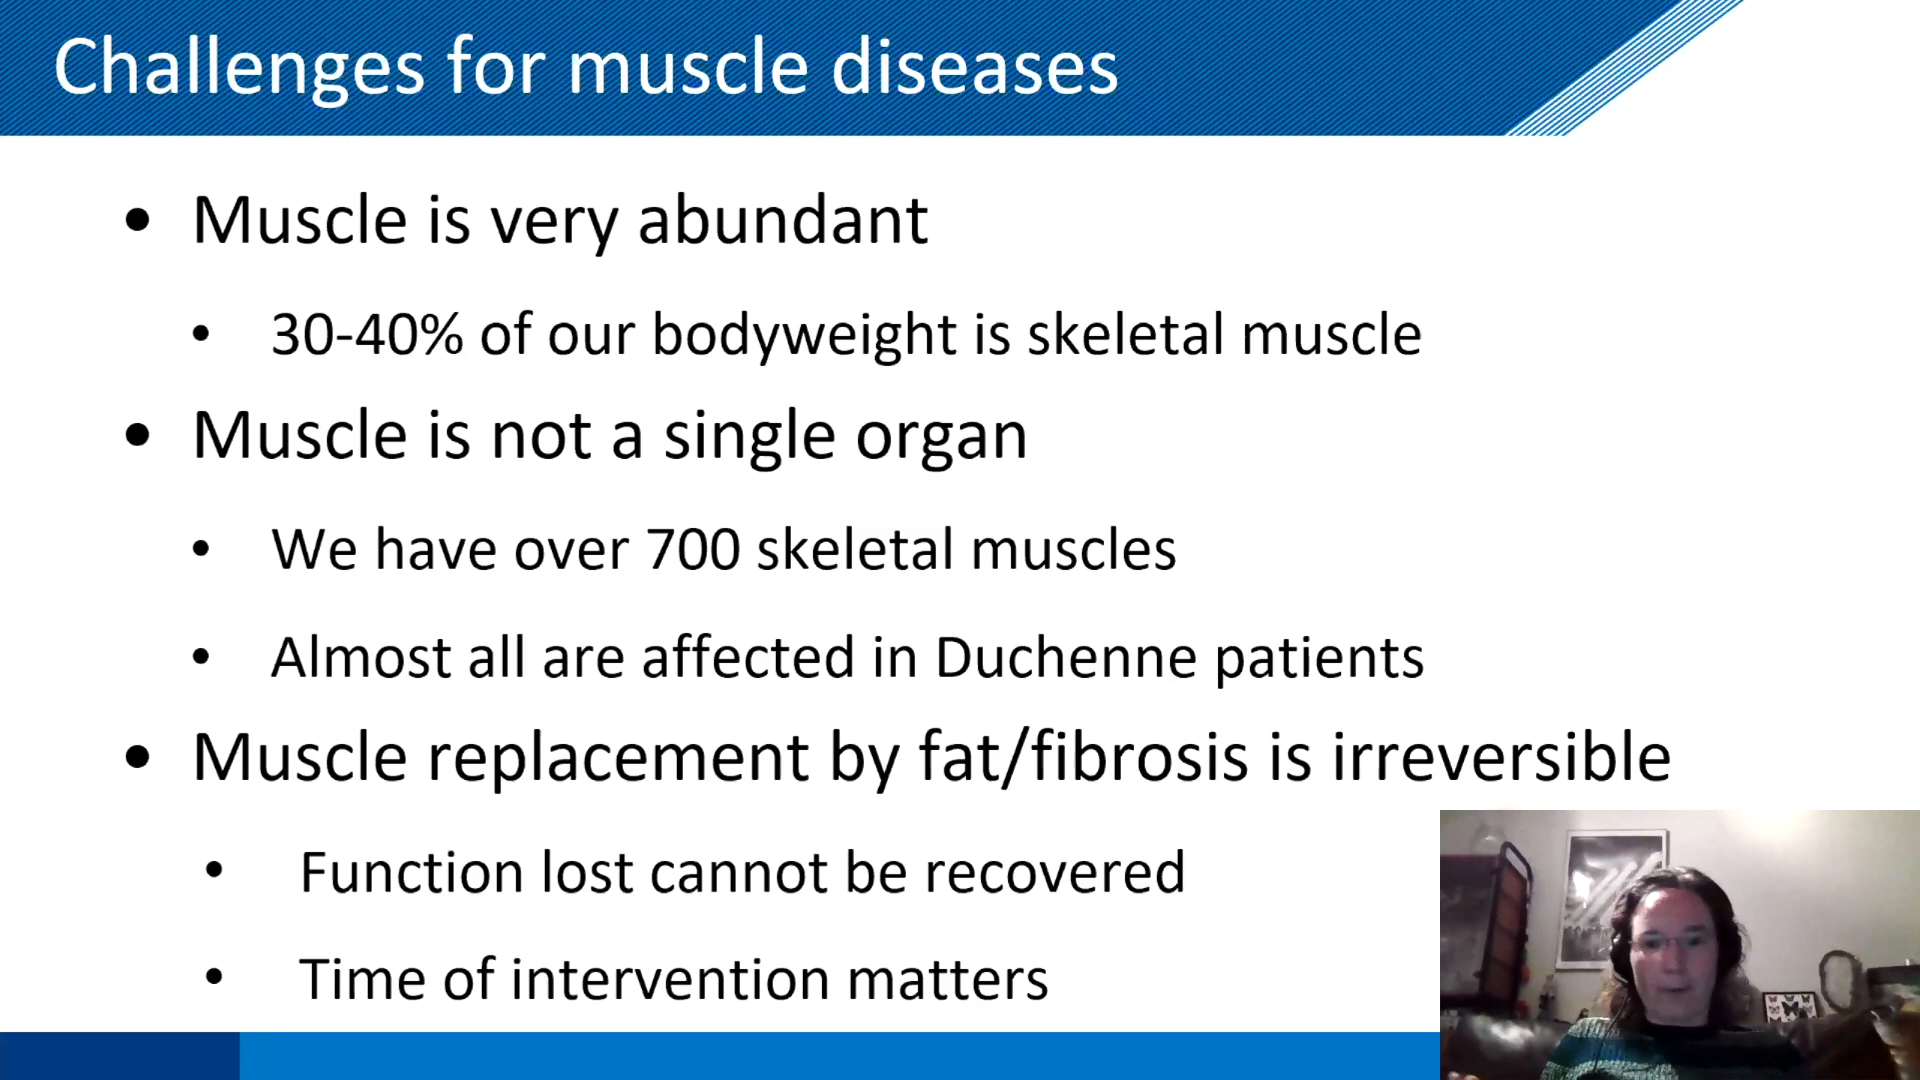 Challenges for muscle diseases
• Muscle is very abundant
• 30-40% of our bodyweight is skeletal muscle
• Muscle is not a single organ
• We have over 700 skeletal muscles
• Almost all are affected in Duchenne patients
• Muscle replacement by fat/fibrosis is irreversible
• Function lost cannot be recovered
• Time of intervention matters